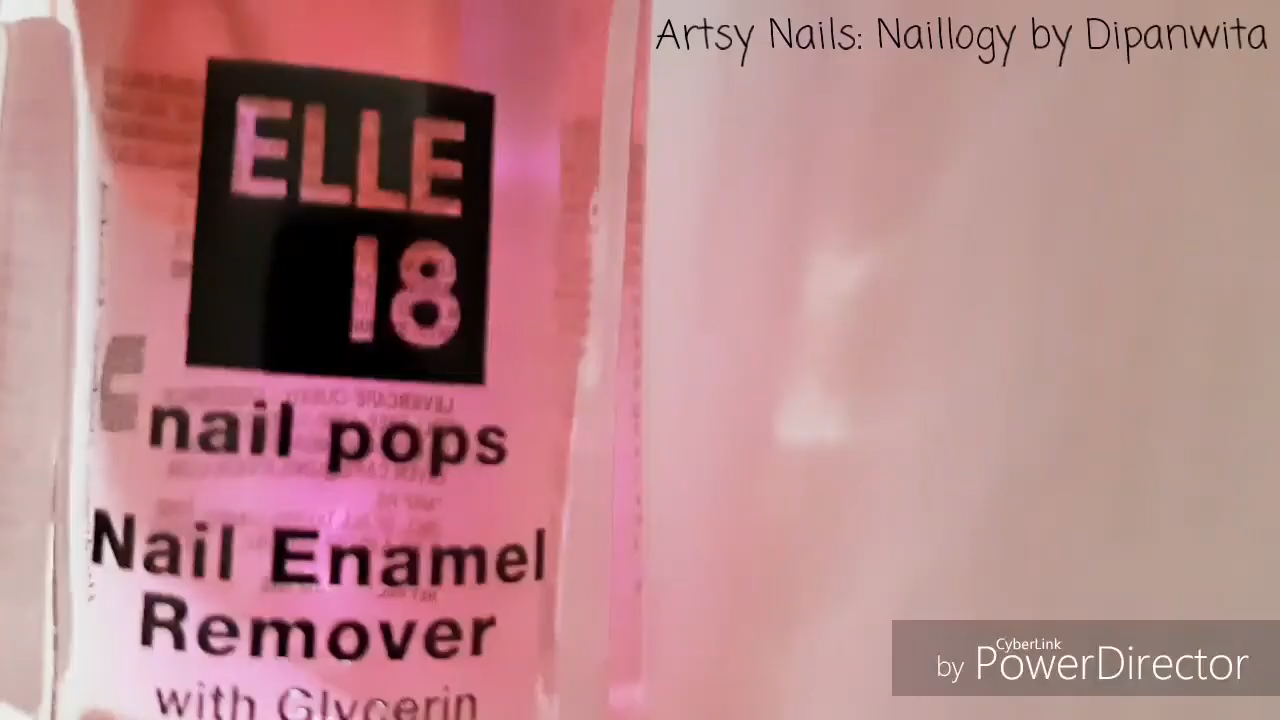 Artsy Nails: Naillogy by Dipanwita
ELLE
18
nail pops
Nail Enamel
Remover
with Glycerin
CyberLink
by PowerDirector